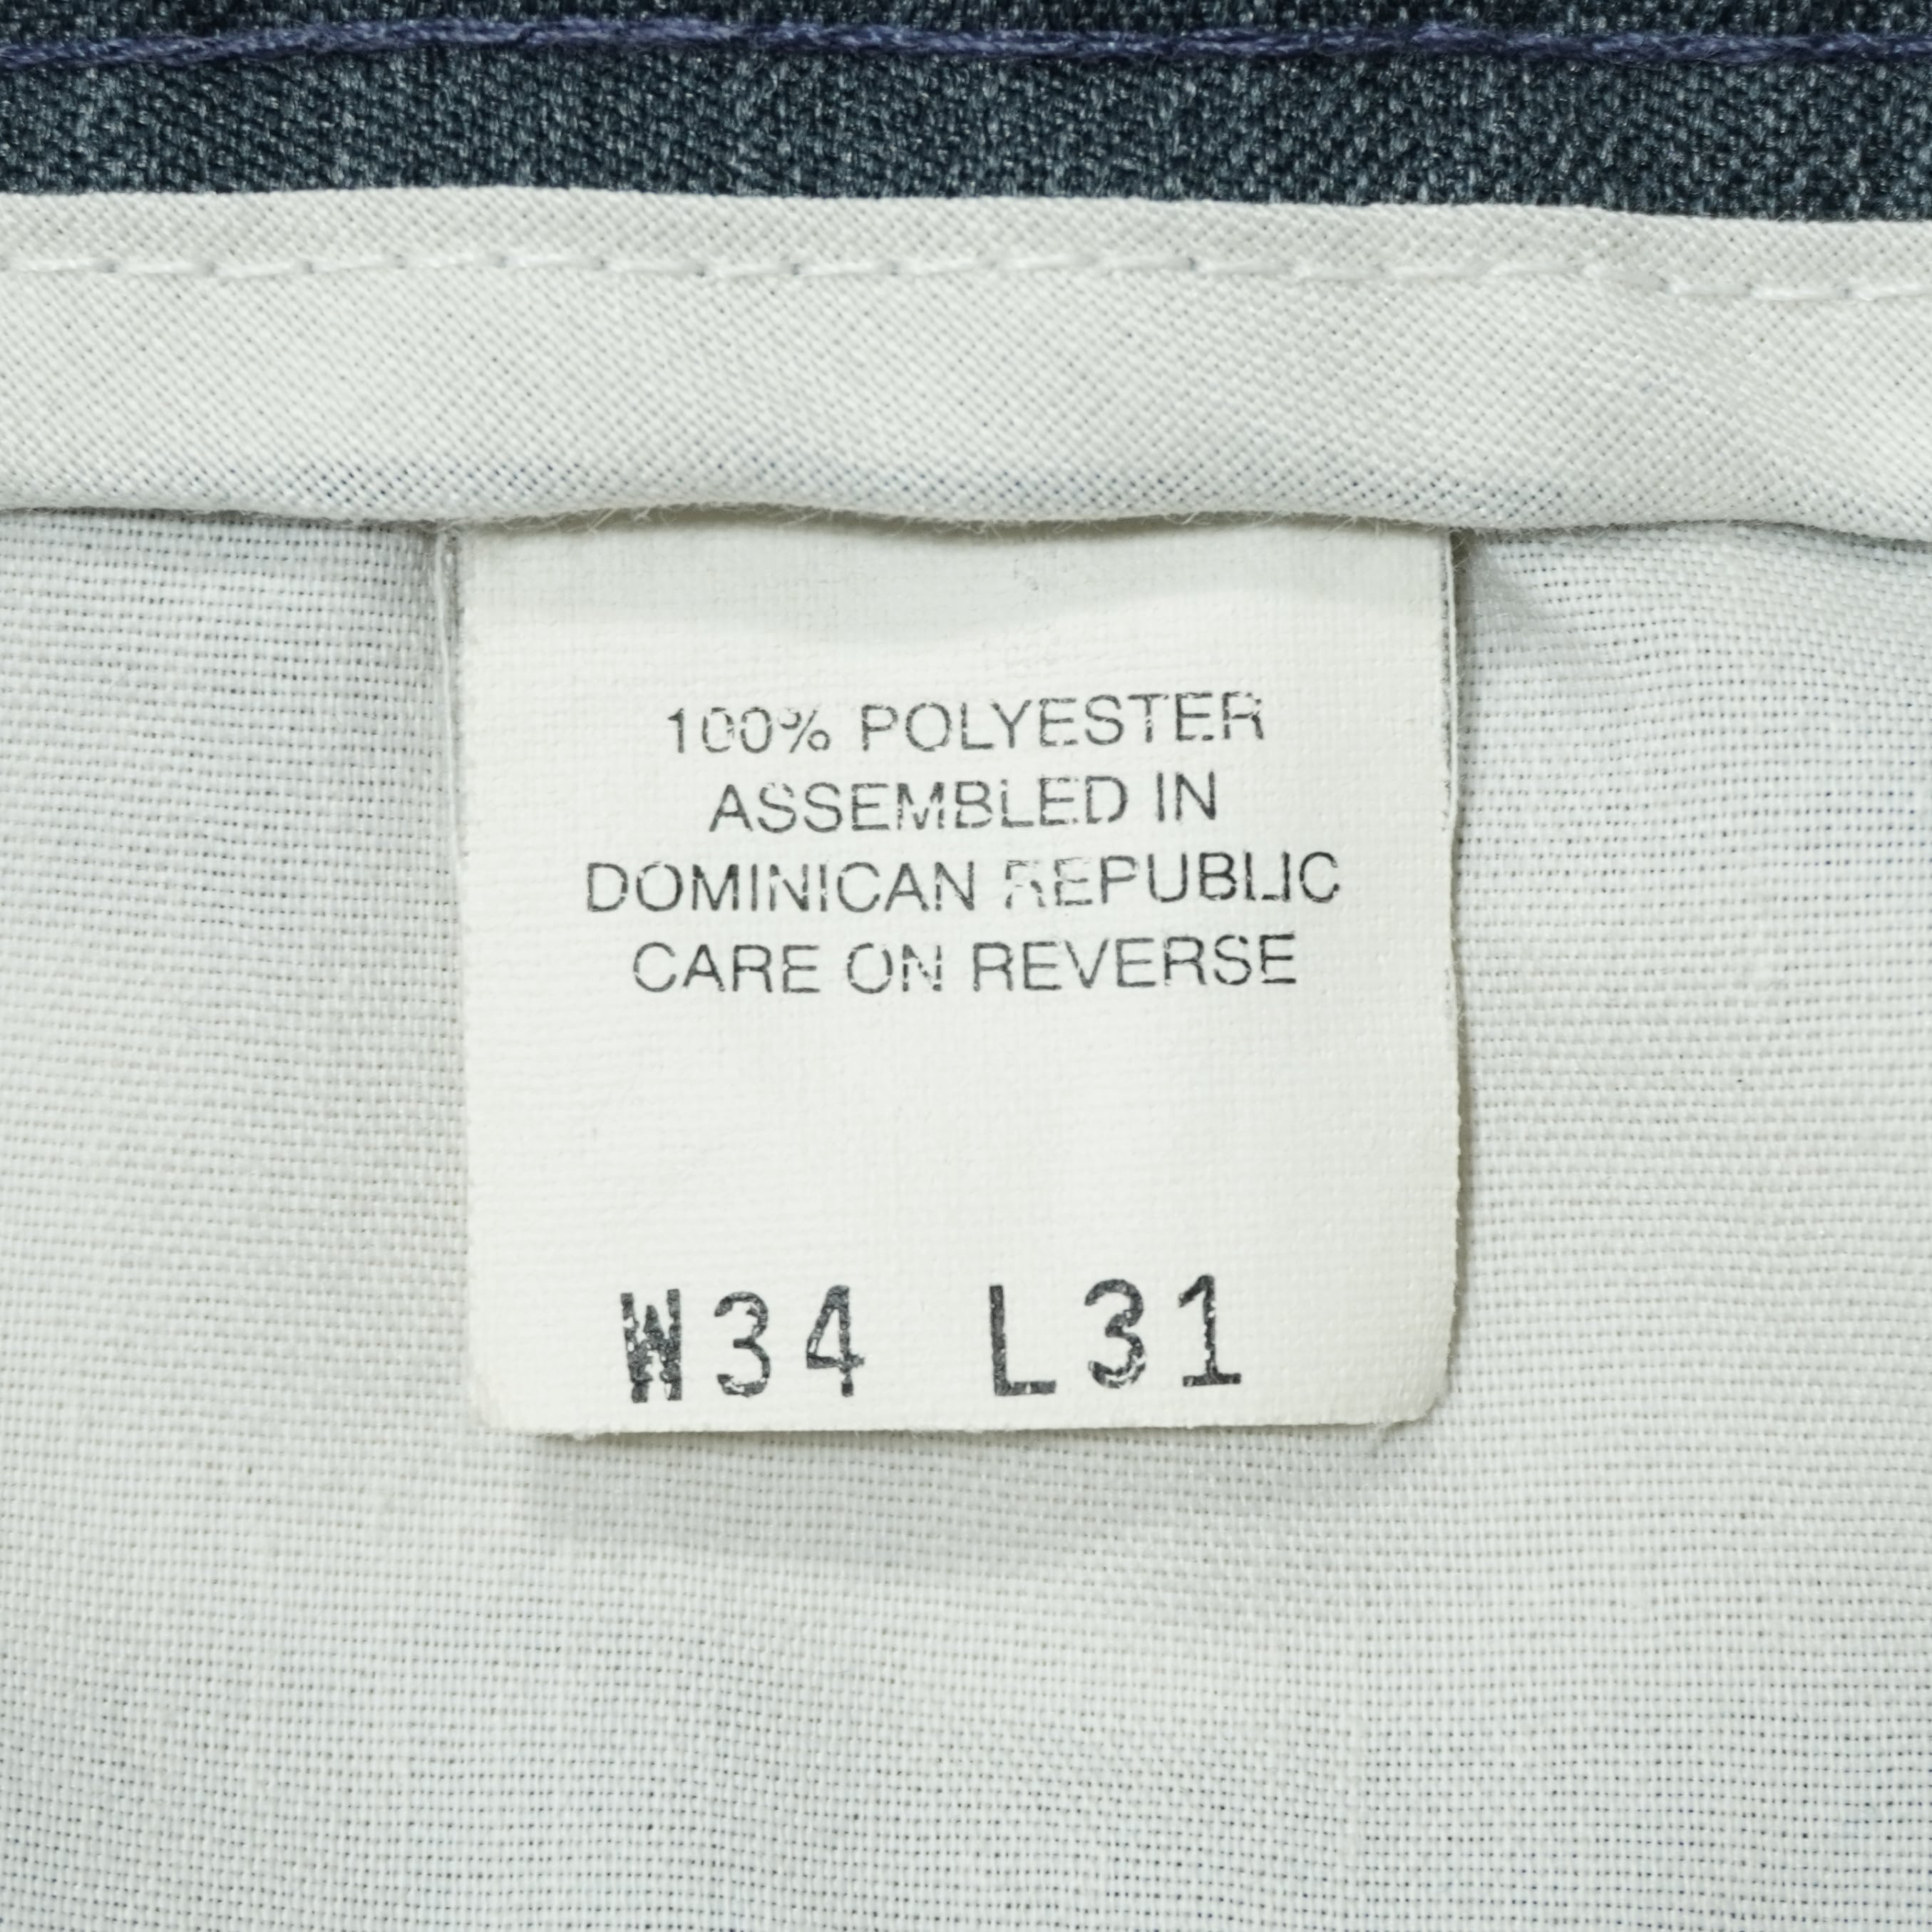 100% POLYESTER
ASSEMBLED IN
DOMINICAN REPUBLIC
CARE ON REVERSE
W34 L31